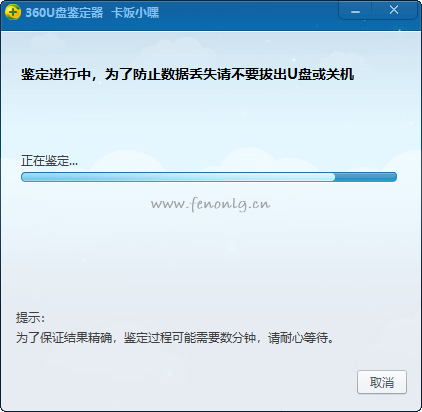 360U盘鉴定器 卡饭小嘿
鉴定进行中，为了防止数据丢失请不要拔出U盘或关机
正在鉴定...
www.fenonlg.cn
提示：
为了保证结果精确，鉴定过程可能需要数分钟，请耐心等待。
取消